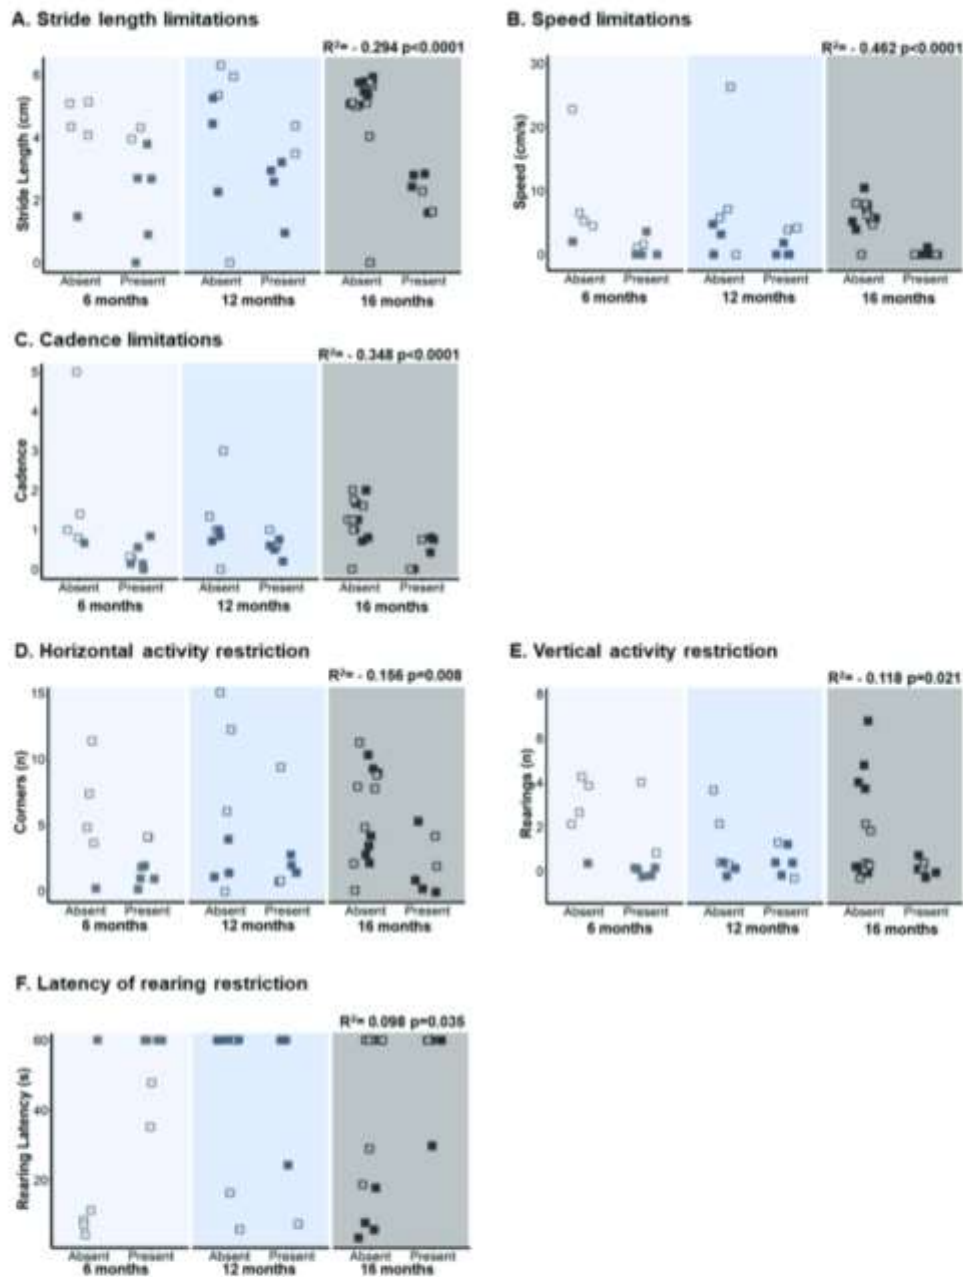 A. Stride length limitations
R²= - 0.294 p<0.0001
Stride Length (cm)
6
4
2
0
Absent Present Absent Present Absent Present
6 months 12 months 16 months
B. Speed limitations
R²= - 0.462 p<0.0001
Speed (cm/s)
30
20
10
0
Absent Present Absent Present Absent Present
6 months 12 months 16 months
C. Cadence limitations
R²= - 0.348 p<0.0001
Cadence
5
4
3
2
1
0
Absent Present Absent Present Absent Present
6 months 12 months 16 months
D. Horizontal activity restriction
R²= - 0.156 p=0.008
Corners (n)
15
10
5
0
Absent Present Absent Present Absent Present
6 months 12 months 16 months
E. Vertical activity restriction
R²= - 0.118 p=0.021
Rearings (n)
8
6
4
2
0
Absent Present Absent Present Absent Present
6 months 12 months 16 months
F. Latency of rearing restriction
R²= 0.098 p=0.035
Rearing Latency (s)
60
40
20
Absent Present Absent Present Absent Present
6 months 12 months 16 months